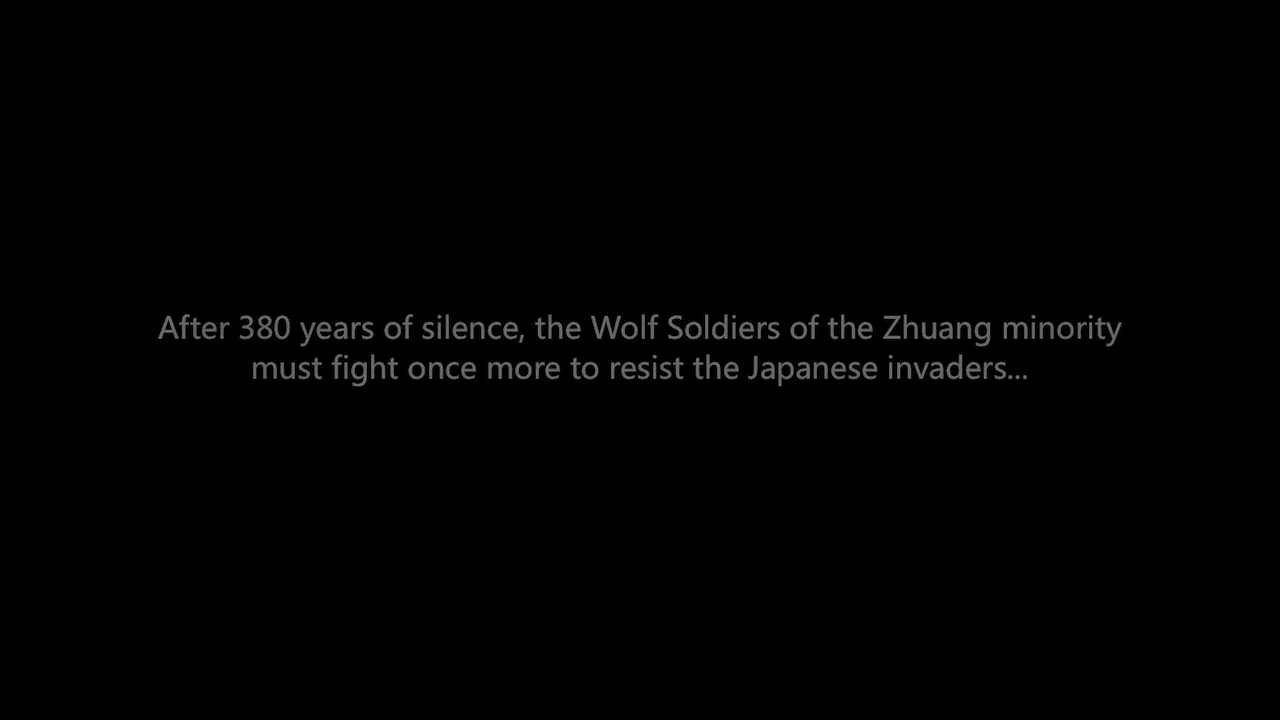 After 380 years of silence, the Wolf Soldiers of the Zhuang minority
must fight once more to resist the Japanese invaders...